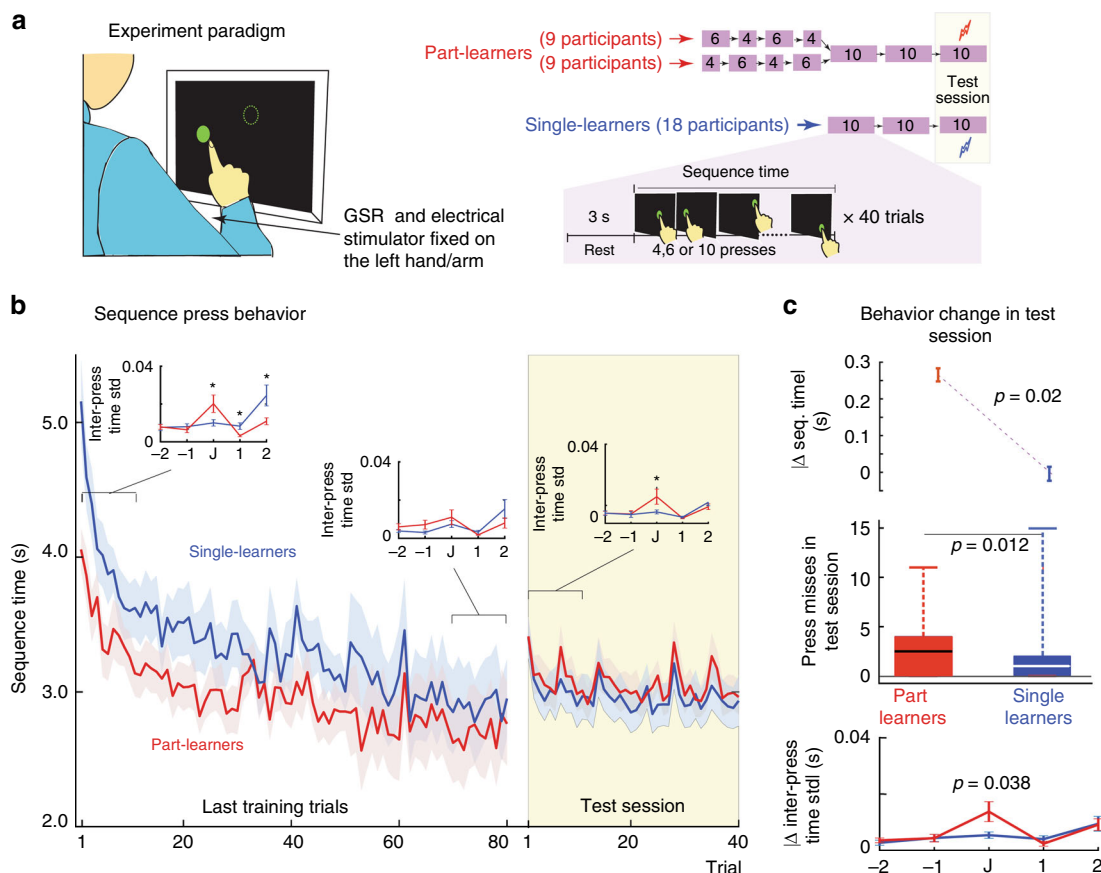 a
Experiment paradigm
GSR and electrical
stimulator fixed on
the left hand/arm
Part-learners
(9 participants)
6 4 6 4
(9 participants)
4 6 4 6
10 10 10
Test
session
Single-learners (18 participants)
10 10 10
Sequence time
3 s
× 40 trials
Rest
4,6 or 10 presses
b
Sequence press behavior
Sequence time (s)
5.0
4.0
3.0
2.0
Inter-press
time std
0.04
0
* * *
−2 −1 J 1 2
Inter-press
time std
0.04
0
−2 −1 J 1 2
Inter-press
time std
0.04
0
*
−2 −1 J 1 2
Single-learners
Part-learners
Last training trials
Test session
1 20 40 60 80
1 20 40
Trial
c
Behavior change in test
session
|Δ seq. timel
(s)
0.3
0.2
0.1
0
p = 0.02
Press misses in
test session
15
10
5
0
p = 0.012
Part
learners
Single
learners
|Δ inter-press
time stdl (s)
0.04
0
p = 0.038
−2 −1 J 1 2